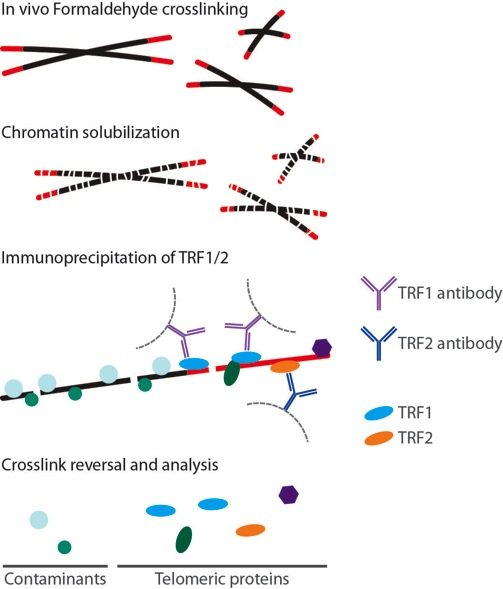 In vivo Formaldehyde crosslinking
Chromatin solubilization
Immunoprecipitation of TRF1/2
TRF1 antibody
TRF2 antibody
TRF1
TRF2
Crosslink reversal and analysis
Contaminants
Telomeric proteins